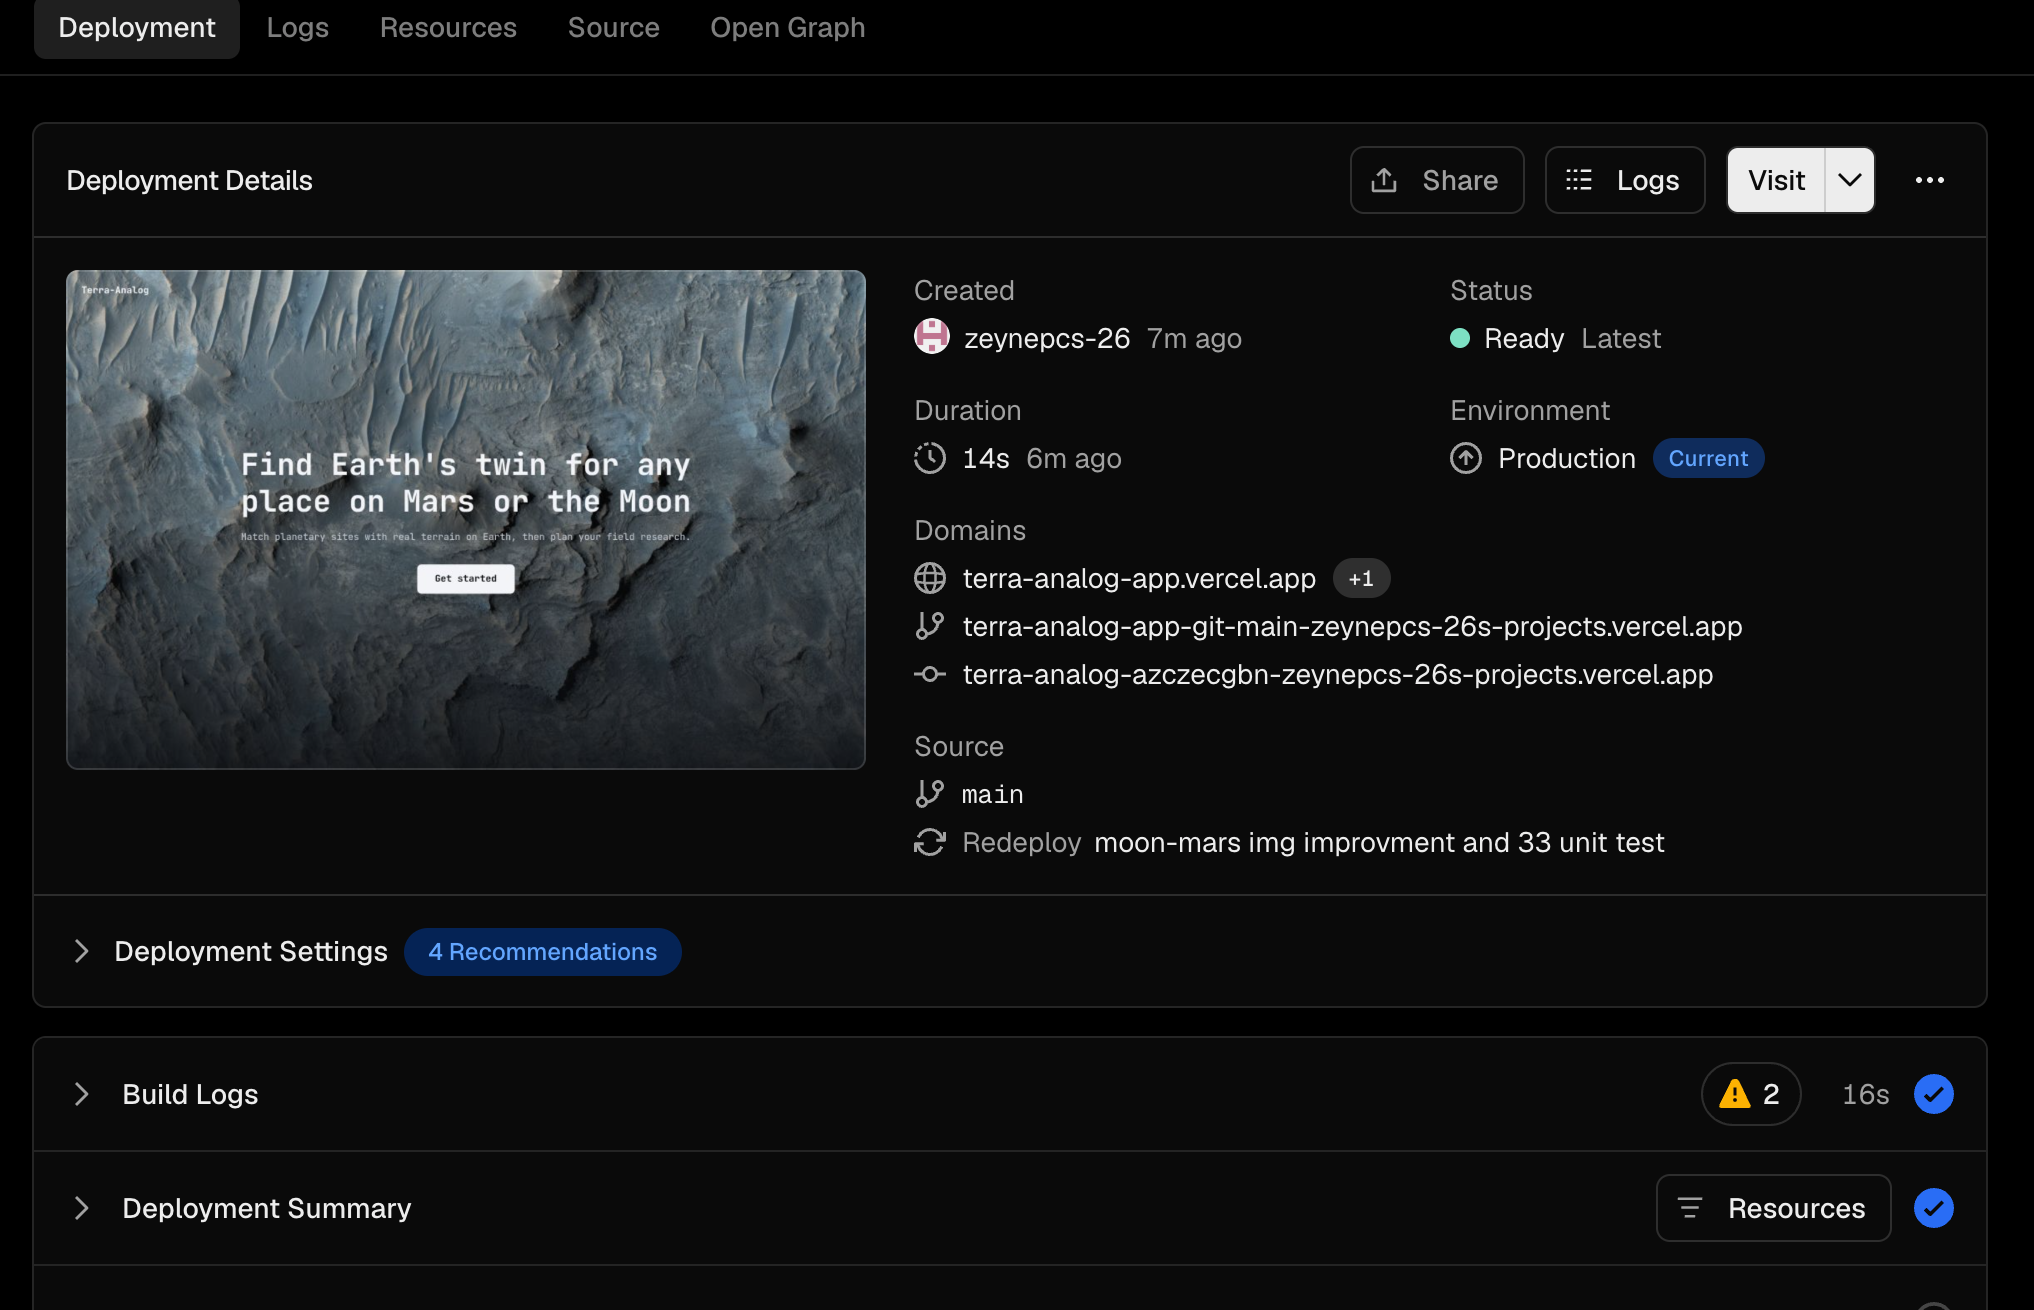 Deployment Logs Resources Source Open Graph
Deployment Details
Share Logs Visit
Terra-Analog
Find Earth's twin for any
place on Mars or the Moon
Match planetary sites with real terrain on Earth, then plan your field research.
Get started
Created
zeynepcs-26 7m ago
Status
Ready Latest
Duration
14s 6m ago
Environment
Production Current
Domains
terra-analog-app.vercel.app +1
terra-analog-app-git-main-zeynepcs-26s-projects.vercel.app
terra-analog-azczecgbn-zeynepcs-26s-projects.vercel.app
Source
main
Redeploy moon-mars img improvment and 33 unit test
Deployment Settings 4 Recommendations
Build Logs 2 16s
Deployment Summary Resources